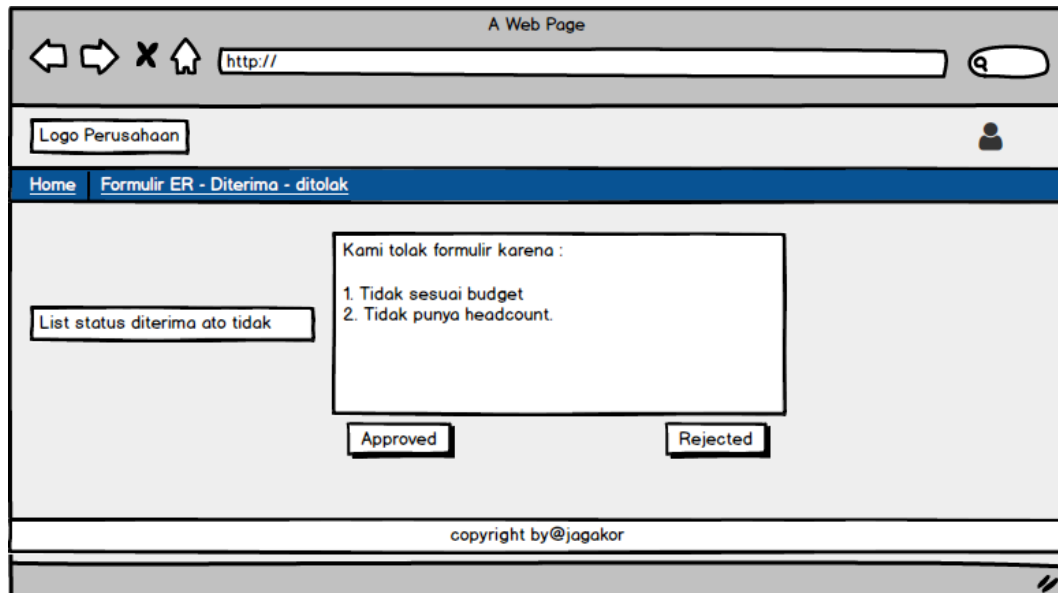 A Web Page
http://
Logo Perusahaan
Home Formulir ER - Diterima - ditolak
Kami tolak formulir karena :
1. Tidak sesuai budget
2. Tidak punya headcount.
List status diterima ato tidak
Approved Rejected
copyright by@jagakor